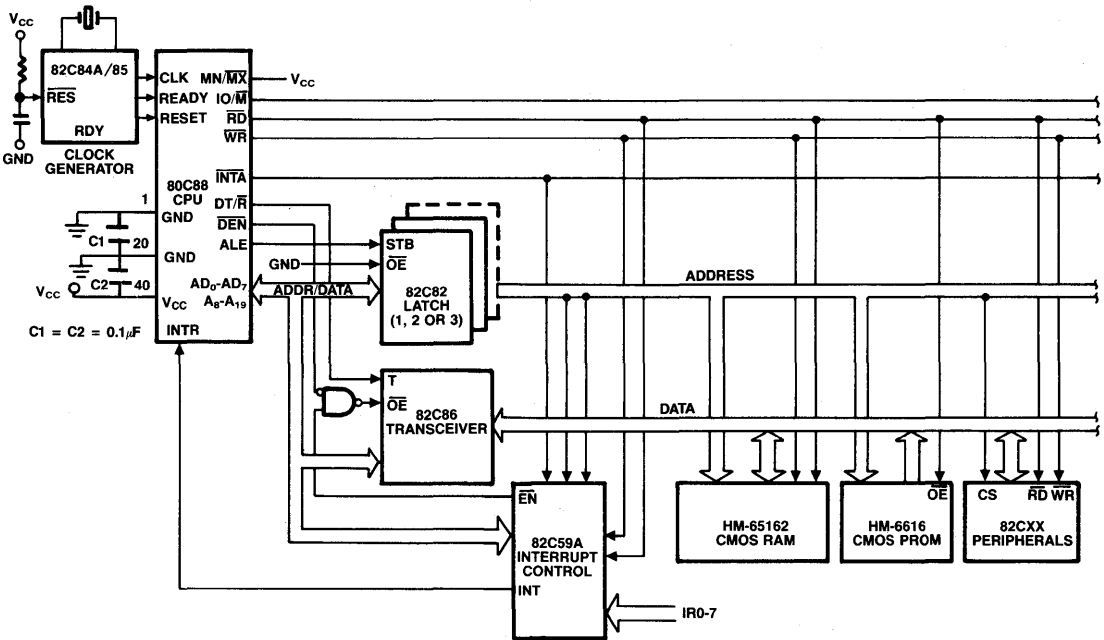 VCC
82C84A/85
RES
RDY
GND
CLOCK
GENERATOR
CLK
READY
RESET
MN/MX
VCC
IO/M
RD
WR
INTA
DT/R
DEN
ALE
80C88
CPU
1
GND
C1
20
GND
C2
40
VCC
VCC
AD0-AD7
A8-A19
INTR
C1 = C2 = 0.1μF
ADDR/DATA
GND
STB
OE
82C82
LATCH
(1, 2 OR 3)
ADDRESS
T
OE
82C86
TRANSCEIVER
DATA
EN
82C59A
INTERRUPT
CONTROL
INT
IR0-7
HM-65162
CMOS RAM
OE
HM-6616
CMOS PROM
CS
RD WR
82CXX
PERIPHERALS